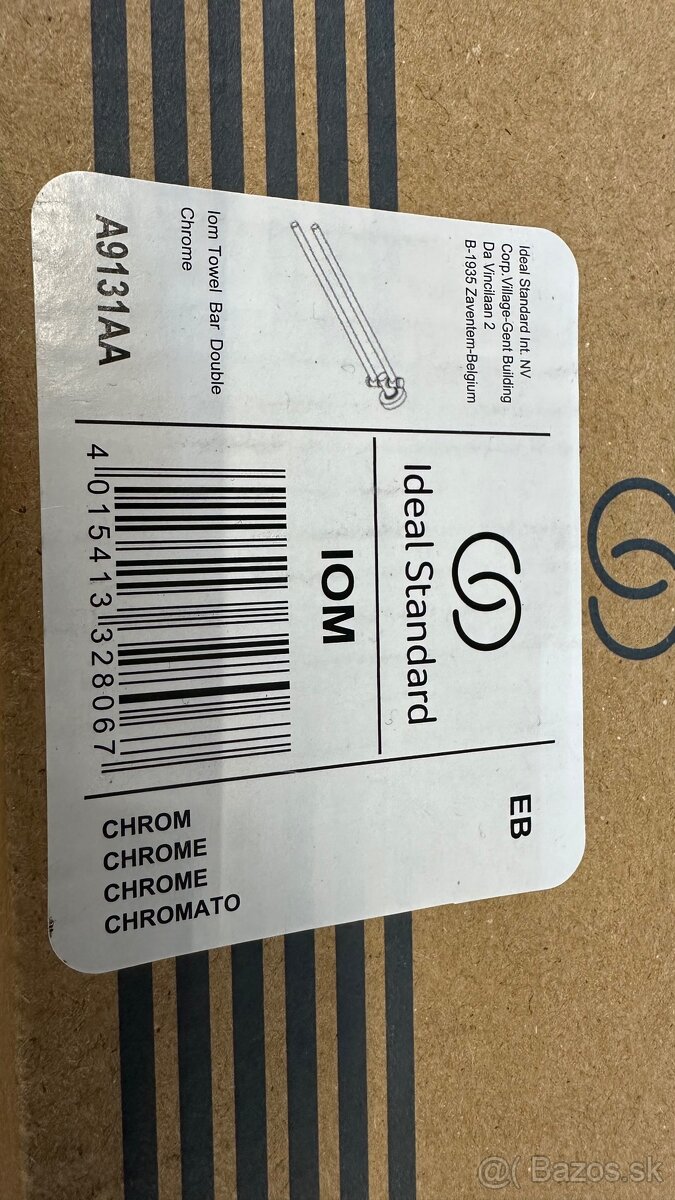 Ideal Standard Int. NV
Corp.Village-Gent Building
Da Vincilaan 2
B-1935 Zaventem-Belgium
Iom Towel Bar Double
Chrome
A9131AA
Ideal Standard
IOM
4 015413 328067
EB
CHROM
CHROME
CHROME
CHROMATO
@( Bazos.sk